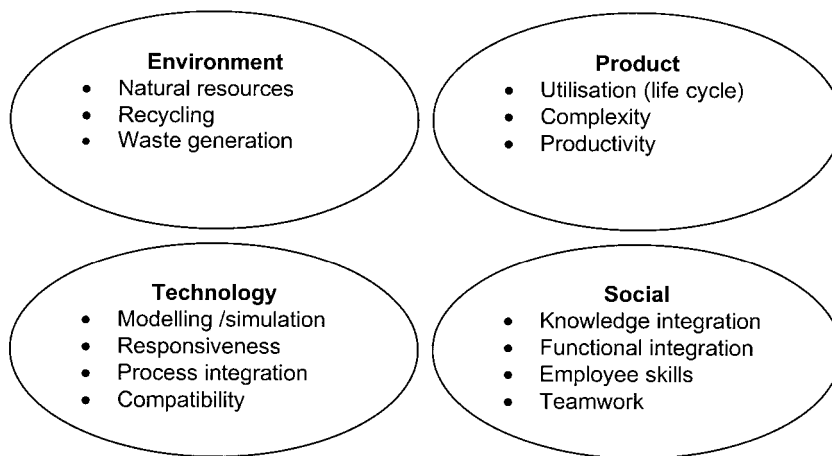 Environment
• Natural resources
• Recycling
• Waste generation
Product
• Utilisation (life cycle)
• Complexity
• Productivity
Technology
• Modelling /simulation
• Responsiveness
• Process integration
• Compatibility
Social
• Knowledge integration
• Functional integration
• Employee skills
• Teamwork